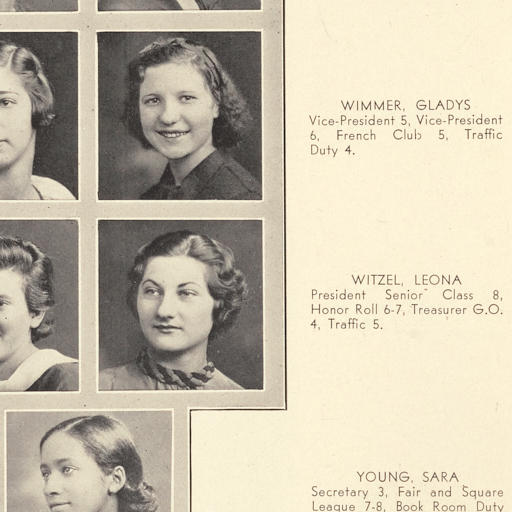 WIMMER, GLADYS
Vice-President 5, Vice-President
6, French Club 5, Traffic
Duty 4.
WITZEL, LEONA
President Senior Class 8,
Honor Roll 6-7, Treasurer G.O.
4, Traffic 5.
YOUNG, SARA
Secretary 3, Fair and Square
League 7-8, Book Room Duty